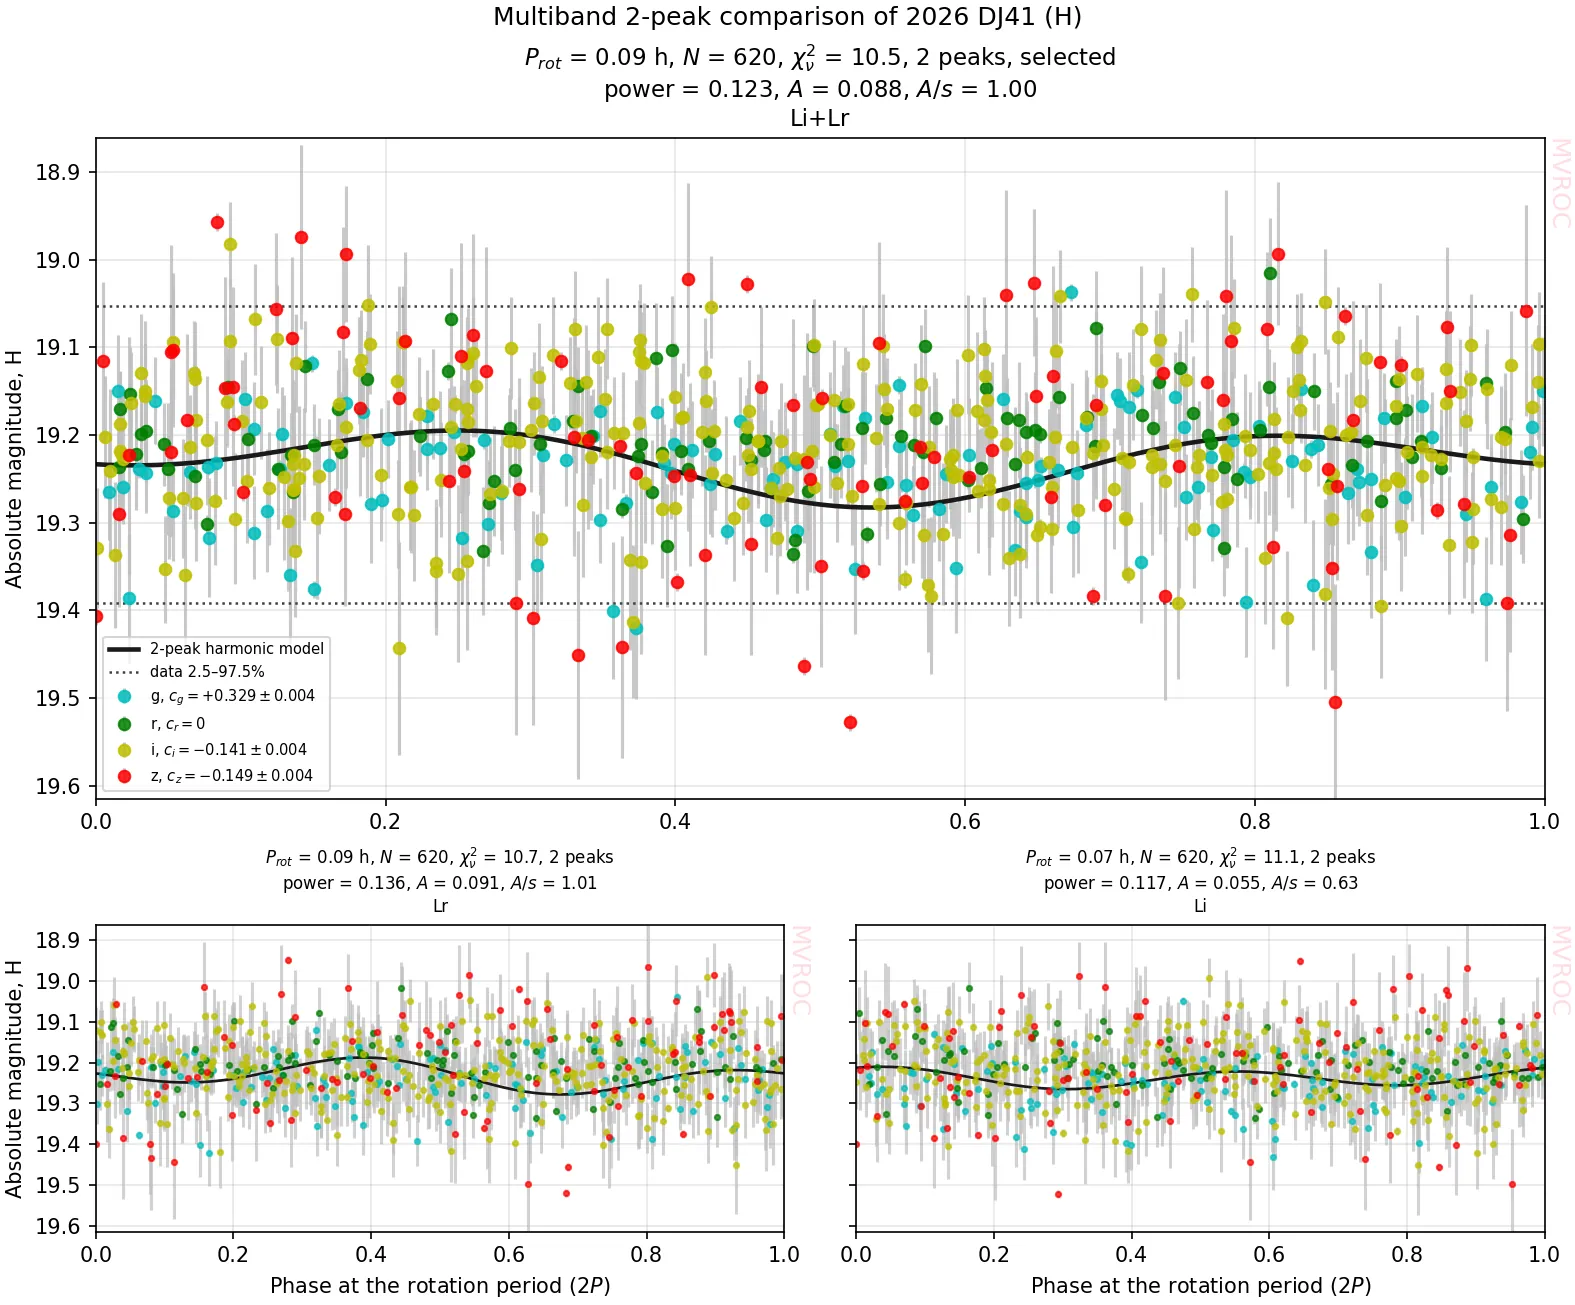 Multiband 2-peak comparison of 2026 DJ41 (H)
P_rot = 0.09 h, N = 620, χ²_ν = 10.5, 2 peaks, selected
power = 0.123, A = 0.088, A/s = 1.00
Li+Lr
MVROC
Absolute magnitude, H
18.9
19.0
19.1
19.2
19.3
19.4
19.5
19.6
2-peak harmonic model
data 2.5–97.5%
g, c_g = +0.329 ± 0.004
r, c_r = 0
i, c_i = −0.141 ± 0.004
z, c_z = −0.149 ± 0.004
0.0 0.2 0.4 0.6 0.8 1.0
P_rot = 0.09 h, N = 620, χ²_ν = 10.7, 2 peaks
power = 0.136, A = 0.091, A/s = 1.01
Lr
MVROC
Absolute magnitude, H
18.9
19.0
19.1
19.2
19.3
19.4
19.5
19.6
0.0 0.2 0.4 0.6 0.8 1.0
Phase at the rotation period (2P)
P_rot = 0.07 h, N = 620, χ²_ν = 11.1, 2 peaks
power = 0.117, A = 0.055, A/s = 0.63
Li
MVROC
0.0 0.2 0.4 0.6 0.8 1.0
Phase at the rotation period (2P)